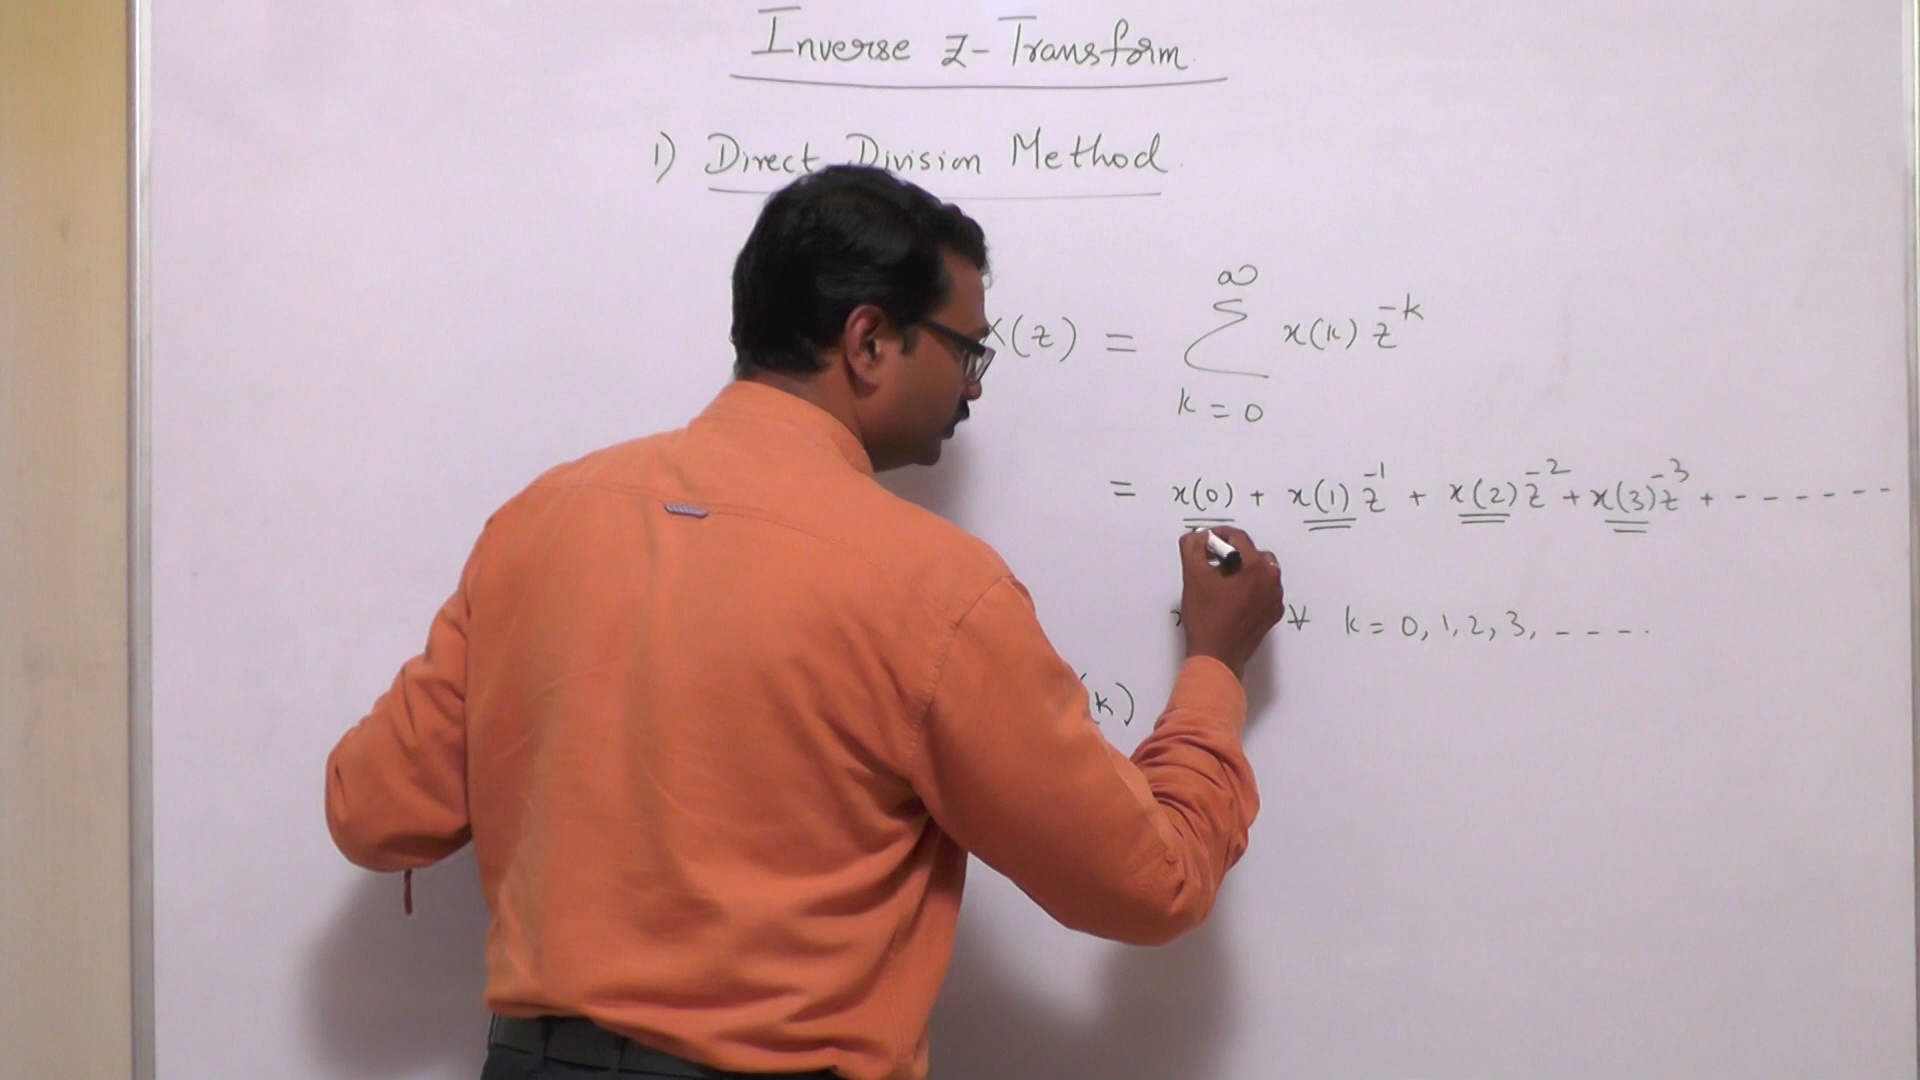 Inverse Z-Transform
1) Direct Division Method.
X(z) = ∞ Σ k=0 x(k) z^-k
= x(0) + x(1) z^-1 + x(2) z^-2 + x(3) z^-3 + ------
∀ k = 0, 1, 2, 3, ----.
(k)